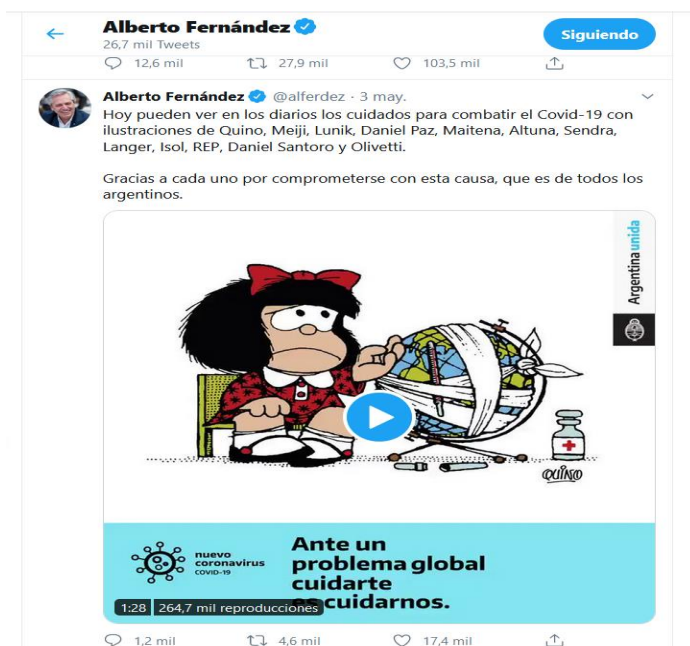 Alberto Fernández
26,7 mil Tweets
Siguiendo
12,6 mil 27,9 mil 103,5 mil
Alberto Fernández @alferdez · 3 may.
Hoy pueden ver en los diarios los cuidados para combatir el Covid-19 con
ilustraciones de Quino, Meiji, Lunik, Daniel Paz, Maitena, Altuna, Sendra,
Langer, Isol, REP, Daniel Santoro y Olivetti.
Gracias a cada uno por comprometerse con esta causa, que es de todos los
argentinos.
Argentina unida
QUINO
nuevo
coronavirus
COVID-19
Ante un
problema global
cuidarte
es cuidarnos.
1:28 264,7 mil reproducciones
1,2 mil 4,6 mil 17,4 mil